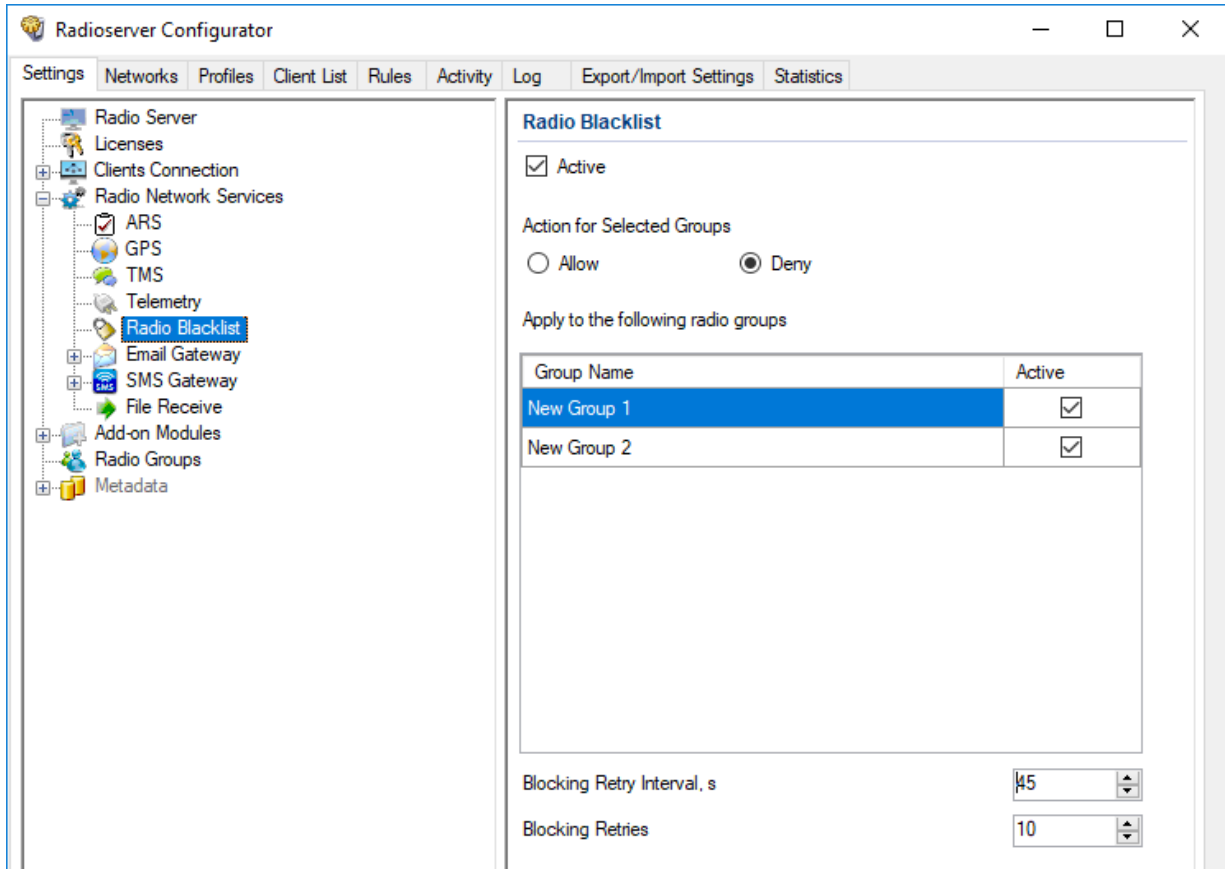 Radioserver Configurator
Settings Networks Profiles Client List Rules Activity Log Export/Import Settings Statistics
Radio Server
Licenses
Clients Connection
Radio Network Services
ARS
GPS
TMS
Telemetry
Radio Blacklist
Email Gateway
SMS
SMS Gateway
File Receive
Add-on Modules
Radio Groups
Metadata
Radio Blacklist
Active
Action for Selected Groups
Allow Deny
Apply to the following radio groups
Group Name Active
New Group 1
New Group 2
Blocking Retry Interval, s 45
Blocking Retries 10